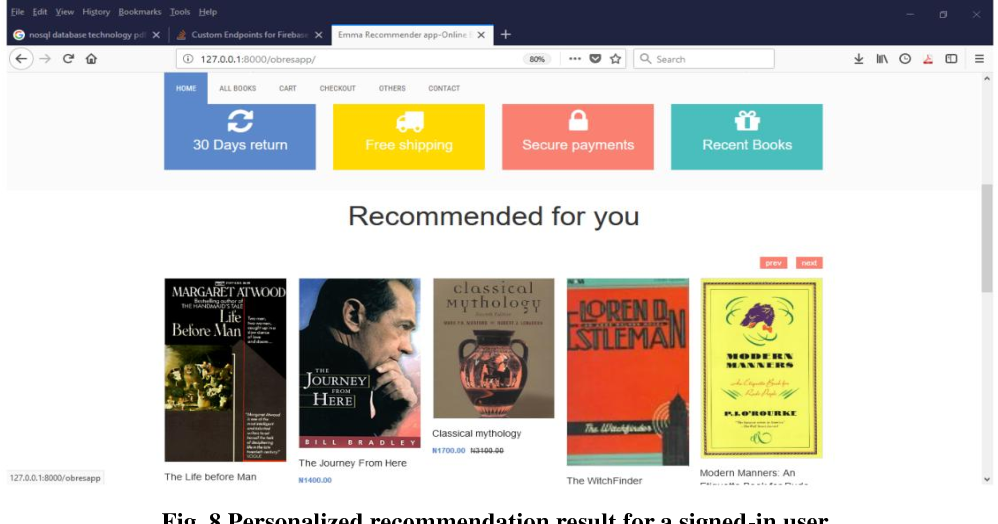 File Edit View History Bookmarks Tools Help
nosql database technology pdf
Custom Endpoints for Firebase
Emma Recommender app-Online
127.0.0.1:8000/obresapp/
80%
Search
HOME ALL BOOKS CART CHECKOUT OTHERS CONTACT
30 Days return
Free shipping
Secure payments
Recent Books
Recommended for you
prev next
MARGARET ATWOOD
Bestselling author of
THE HANDMAID'S TALE
Life
Before Man
VOGUE
The Life before Man
THE
JOURNEY
FROM
HERE
BILL BRADLEY
The Journey From Here
₦1400.00
classical
mythology
Classical mythology
₦1700.00 ₦3100.00
LOREN D.
ESTLEMAN
The Witchfinder
The WitchFinder
MODERN
MANNERS
An Etiquette Book for
Rude People
P.J. O'ROURKE
Modern Manners: An
Etiquette Book for Rude
127.0.0.1:8000/obresapp
Fig. 8 Personalized recommendation result for a signed-in user